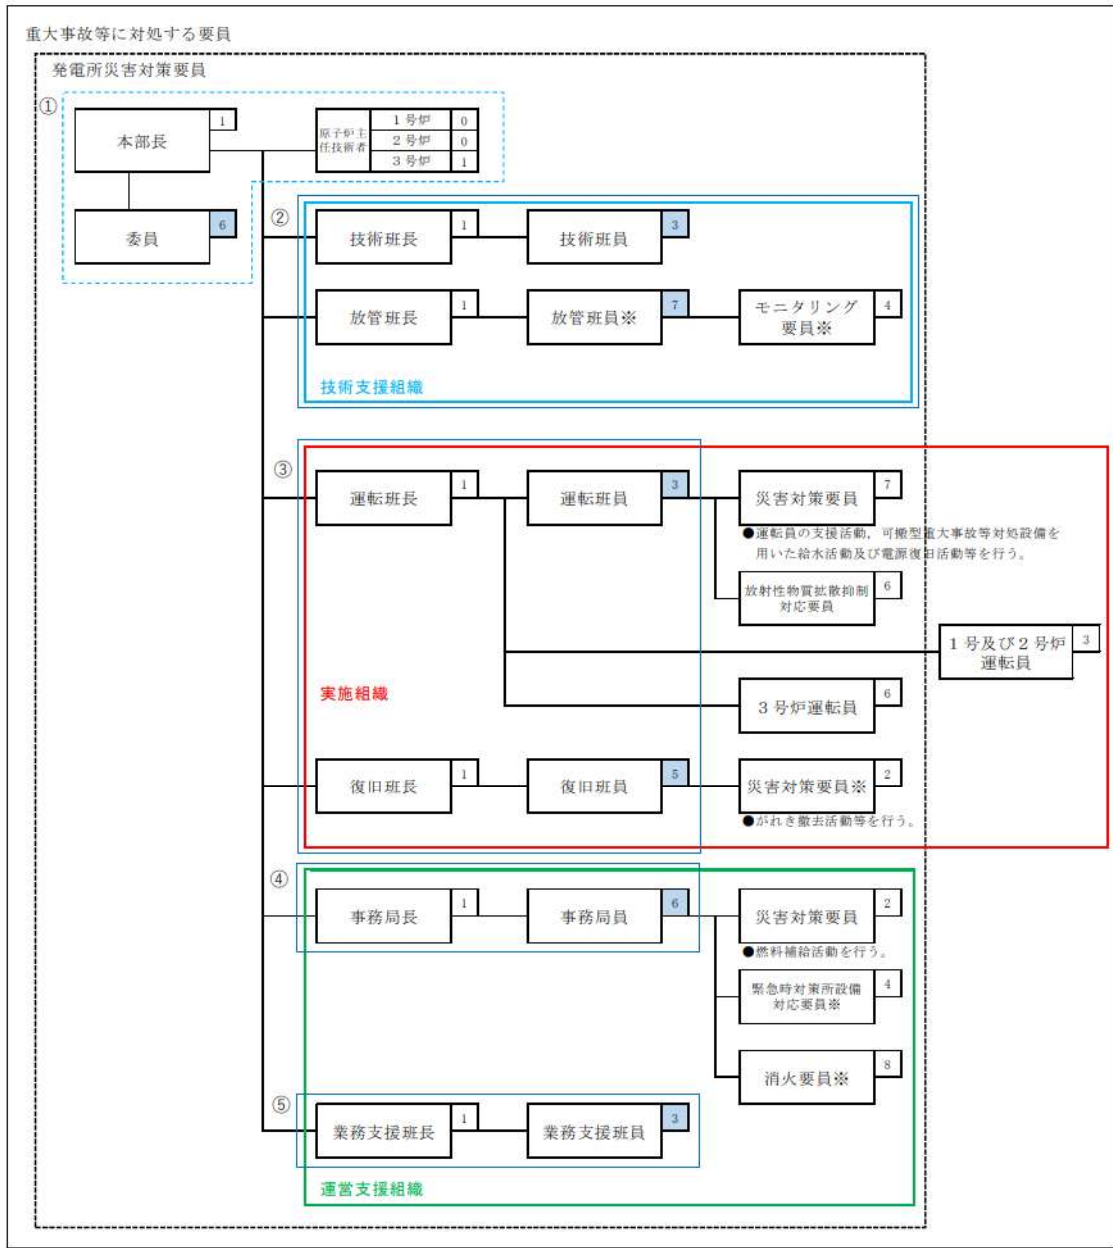 重大事故等に対処する要員
発電所災害対策要員
①
本部長
1
原子炉主
任技術者
1号炉
0
2号炉
0
3号炉
1
委員
6
②
技術班長
1
技術班員
3
放管班長
1
放管班員※
7
モニタリング
要員※
4
技術支援組織
③
運転班長
1
運転班員
3
災害対策要員
7
●運転員の支援活動，可搬型重大事故等対処設備を
用いた給水活動及び電源復旧活動等を行う。
放射性物質拡散抑制
対応要員
6
1号及び2号炉
運転員
3
実施組織
3号炉運転員
6
復旧班長
1
復旧班員
5
災害対策要員※
2
●がれき撤去活動等を行う。
④
事務局長
1
事務局員
6
災害対策要員
2
●燃料補給活動を行う。
緊急時対策所設備
対応要員※
4
消火要員※
8
⑤
業務支援班長
1
業務支援班員
3
運営支援組織